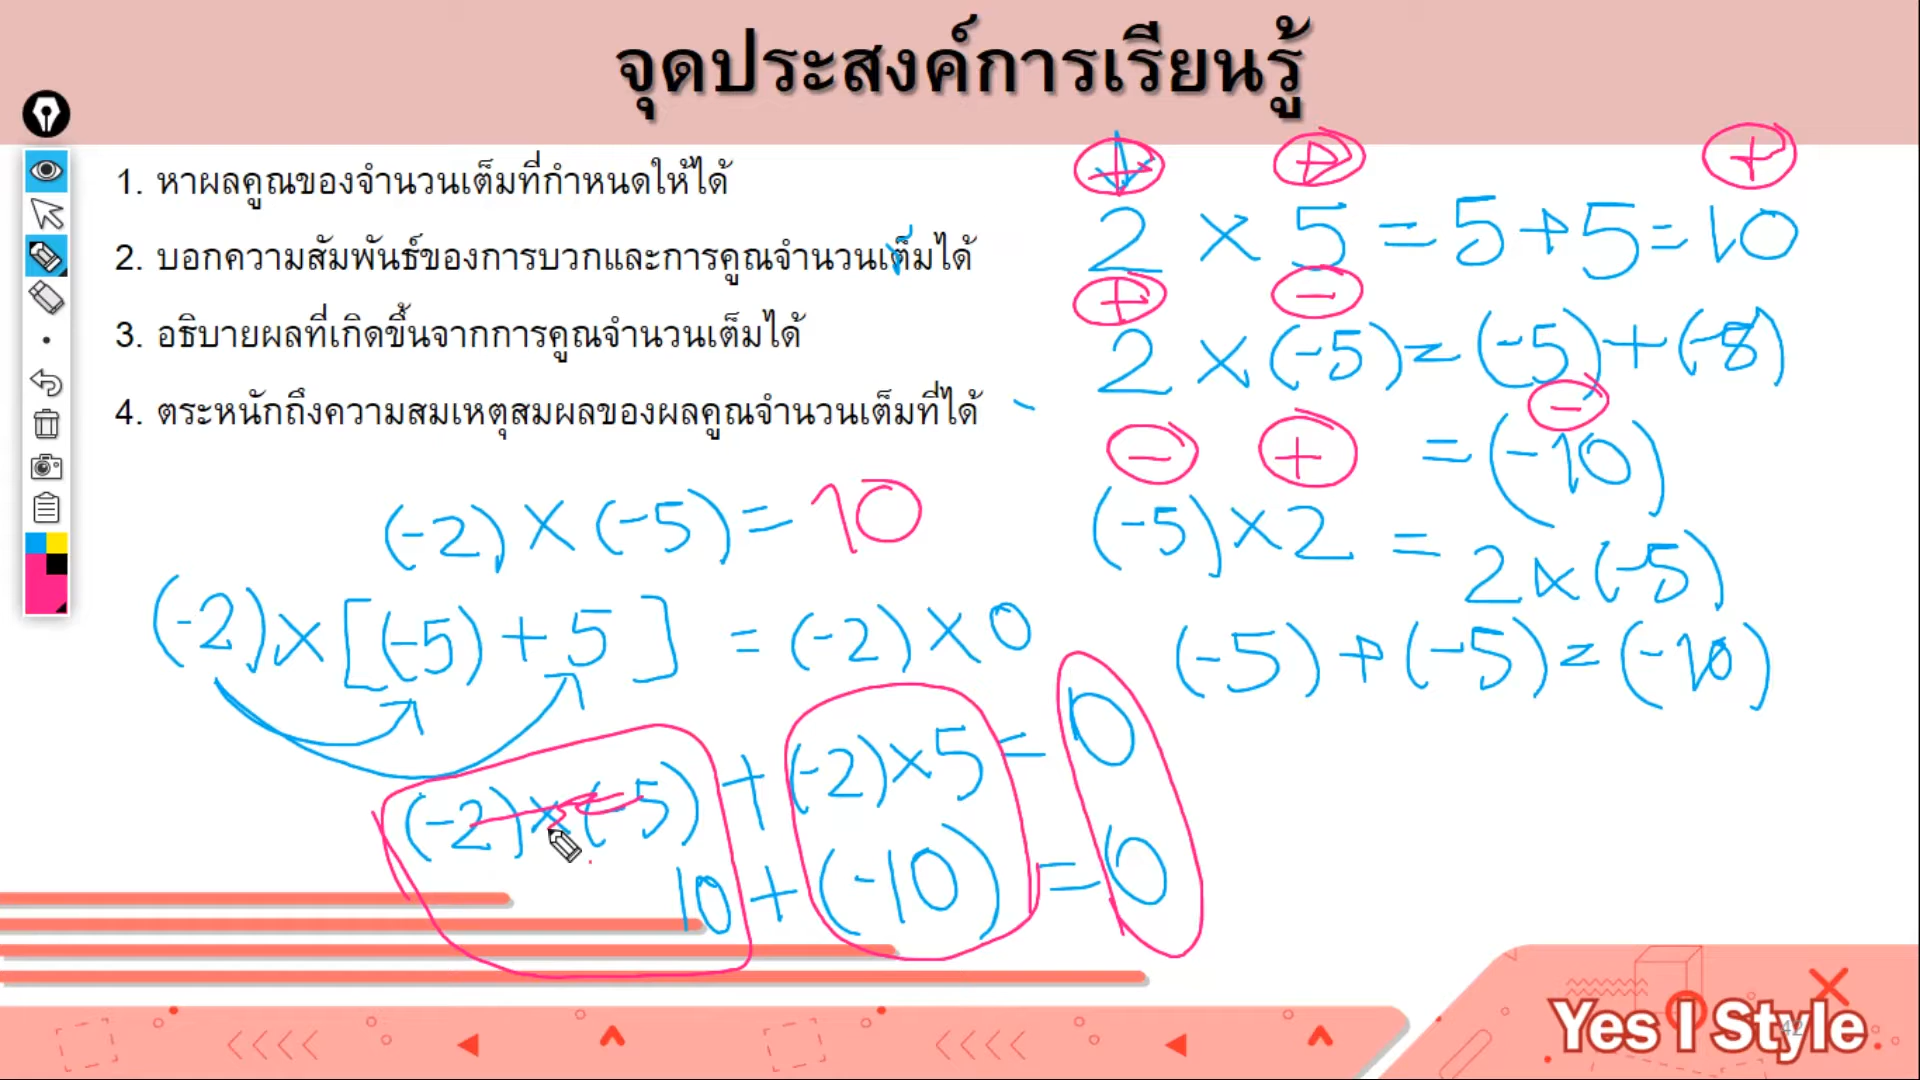 จุดประสงค์การเรียนรู้
1. หาผลคูณของจำนวนเต็มที่กำหนดให้ได้
2. บอกความสัมพันธ์ของการบวกและการคูณจำนวนเต็มได้
3. อธิบายผลที่เกิดขึ้นจากการคูณจำนวนเต็มได้
4. ตระหนักถึงความสมเหตุสมผลของผลคูณจำนวนเต็มที่ได้
+ + +
2 × 5 = 5 + 5 = 10
+ -
2 × (-5) = (-5) + (-5)
-
- +
= (-10)
(-5) × 2 = 2 × (-5)
(-5) + (-5) = (-10)
(-2) × (-5) = 10
(-2) × [(-5) + 5] = (-2) × 0
(-2) × (-5) + (-2) × 5 = 0
10 + (-10) = 0
Yes I Style
42